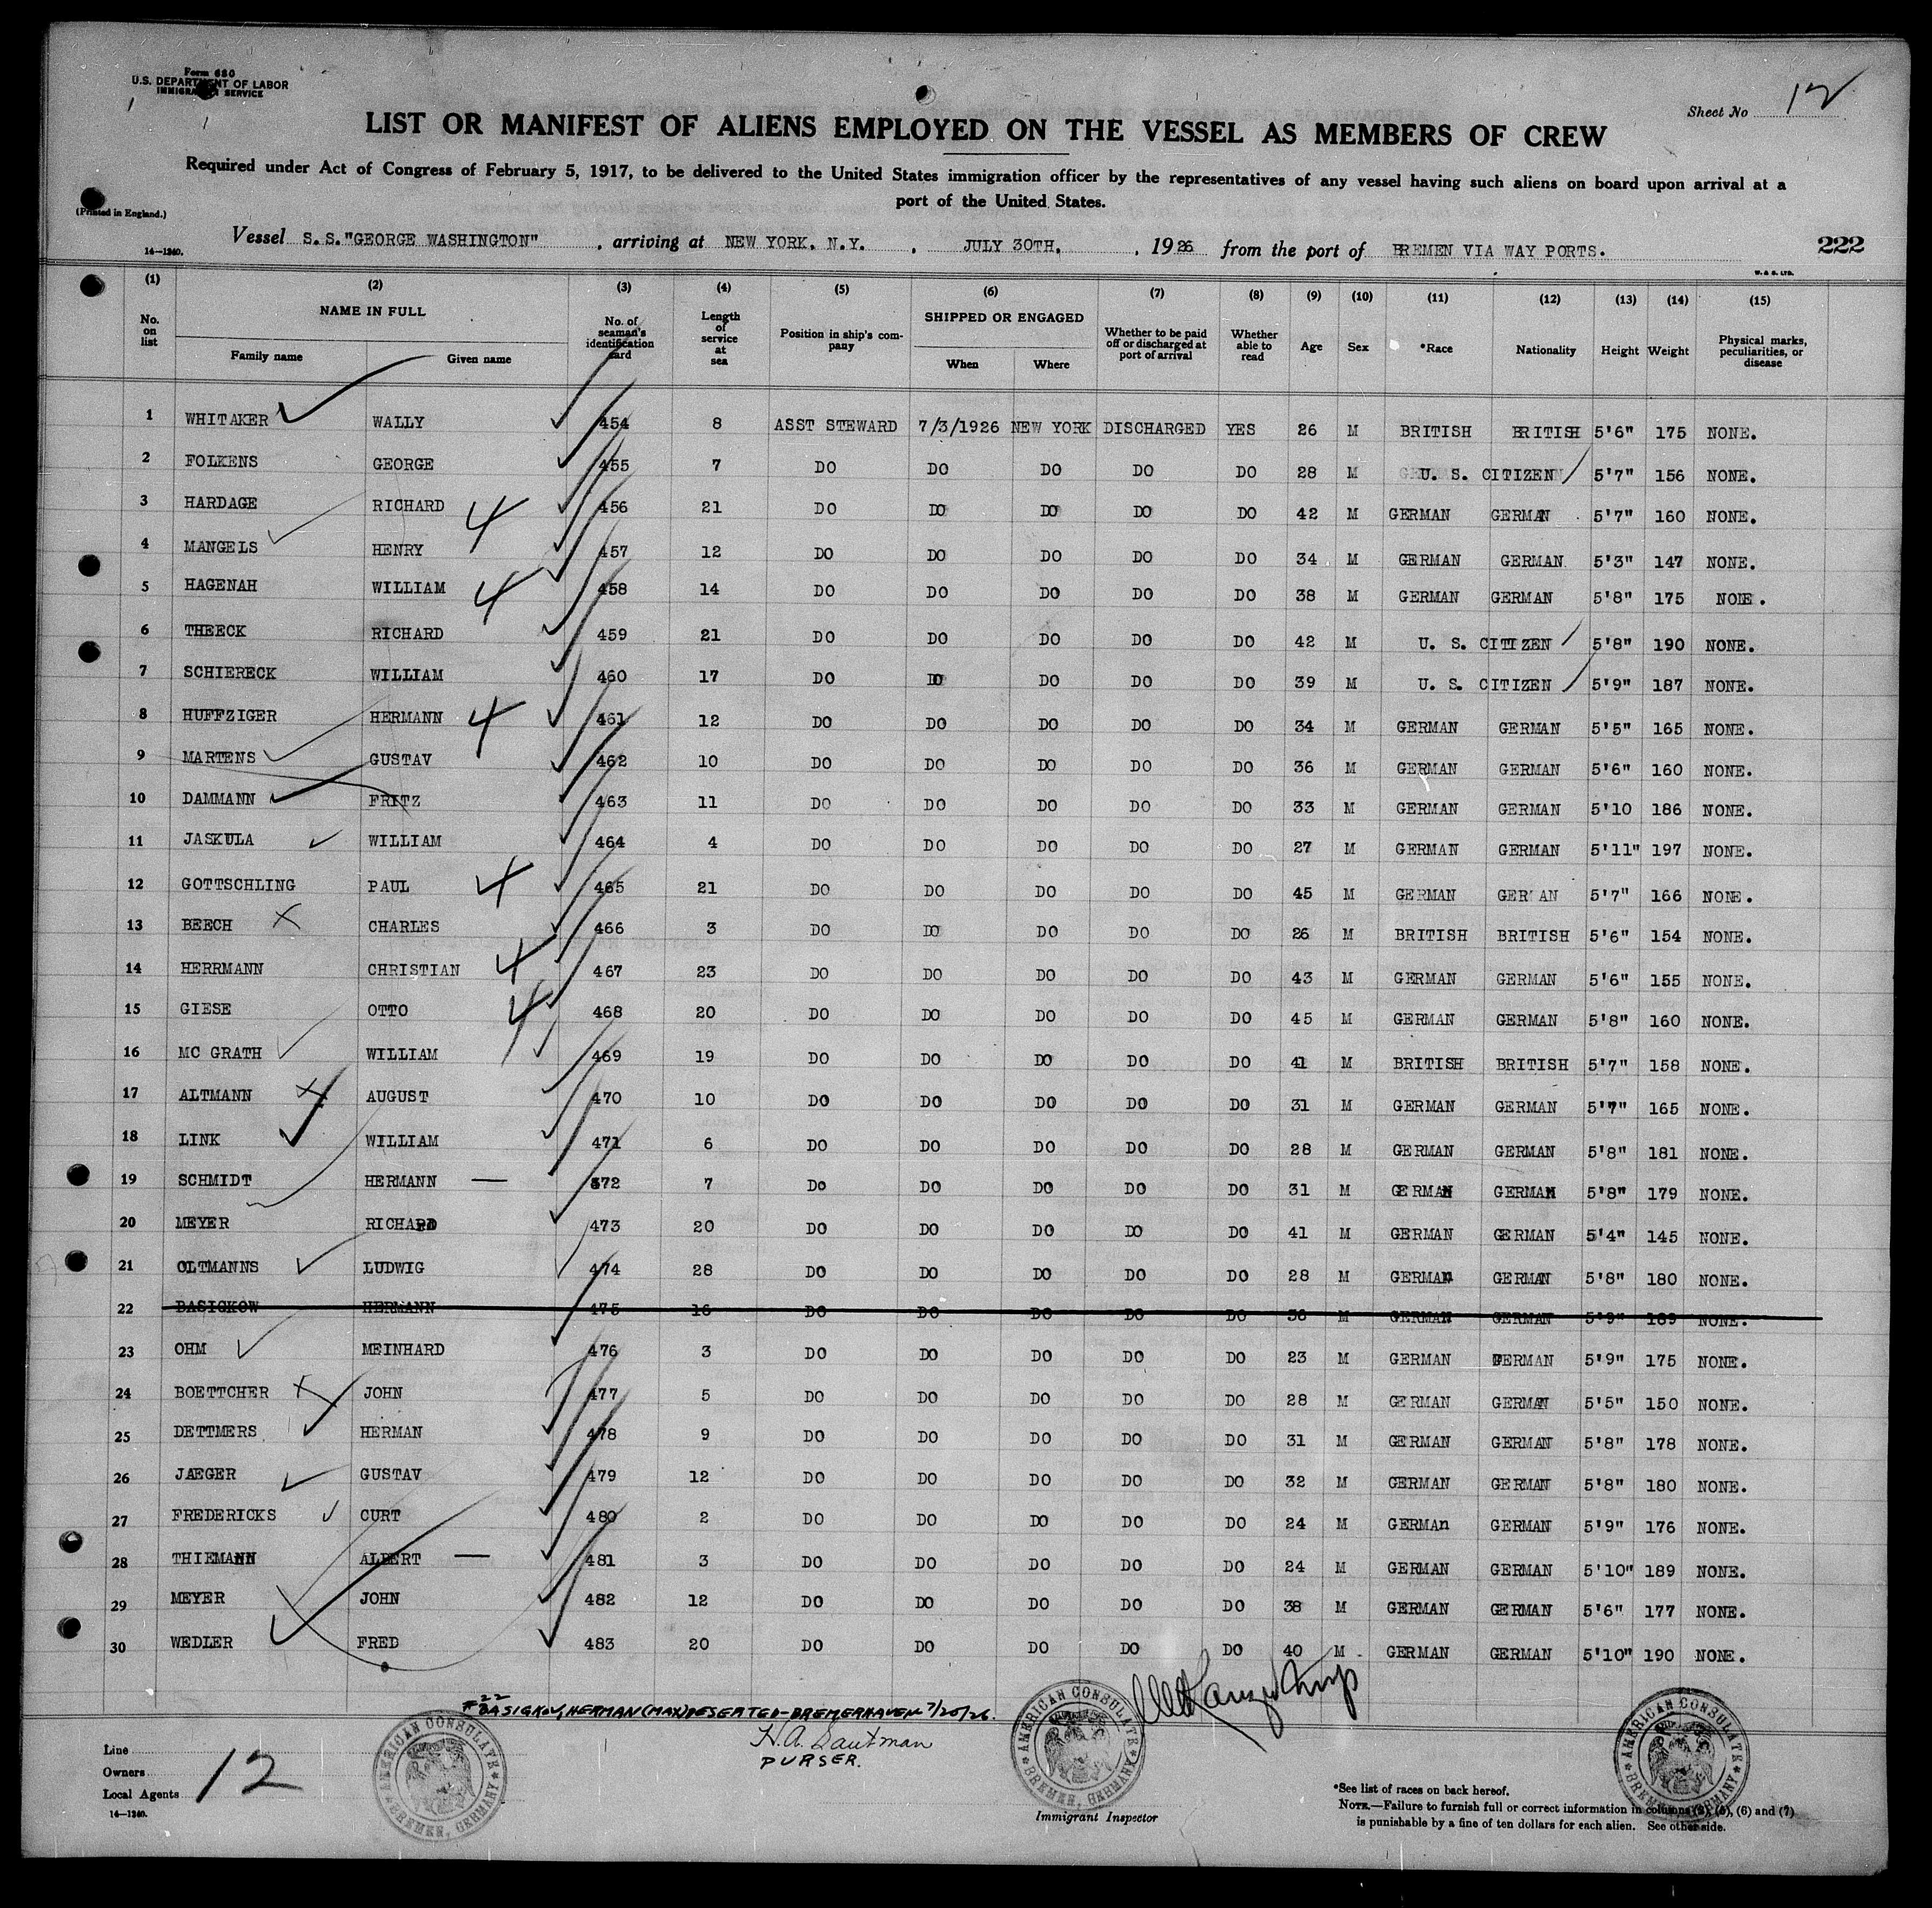 Form 680
U.S. DEPARTMENT OF LABOR
IMMIGRATION SERVICE
Sheet No 12
LIST OR MANIFEST OF ALIENS EMPLOYED ON THE VESSEL AS MEMBERS OF CREW
Required under Act of Congress of February 5, 1917, to be delivered to the United States immigration officer by the representatives of any vessel having such aliens on board upon arrival at a
port of the United States.
(Printed in England.)
Vessel S.S."GEORGE WASHINGTON", arriving at NEW YORK, N.Y., JULY 30TH, 1926 from the port of BREMEN VIA WAY PORTS. 222
14—1240. W. & S. LTD.
(1) (2) (3) (4) (5) (6) (7) (8) (9) (10) (11) (12) (13) (14) (15)
No. on list NAME IN FULL Family name Given name No. of seaman's identification card Length of service at sea Position in ship's company SHIPPED OR ENGAGED When Where Whether to be paid off or discharged at port of arrival Whether able to read Age Sex *Race Nationality Height Weight Physical marks, peculiarities, or disease
1 WHITAKER WALLY 454 8 ASST STEWARD 7/3/1926 NEW YORK DISCHARGED YES 26 M BRITISH BRITISH 5'6" 175 NONE.
2 FOLKENS GEORGE 455 7 DO DO DO DO DO 28 M U. S. CITIZEN 5'7" 156 NONE.
3 HARDAGE RICHARD 4 456 21 DO DO DO DO DO 42 M GERMAN GERMAN 5'7" 160 NONE.
4 MANGELS HENRY 457 12 DO DO DO DO DO 34 M GERMAN GERMAN 5'3" 147 NONE.
5 HAGENAH WILLIAM 4 458 14 DO DO DO DO DO 38 M GERMAN GERMAN 5'8" 175 NONE.
6 THEECK RICHARD 459 21 DO DO DO DO DO 42 M U. S. CITIZEN 5'8" 190 NONE.
7 SCHIERECK WILLIAM 460 17 DO DO DO DO DO 39 M U. S. CITIZEN 5'9" 187 NONE.
8 HUFFZIGER HERMANN 4 461 12 DO DO DO DO DO 34 M GERMAN GERMAN 5'5" 165 NONE.
9 MARTENS GUSTAV 462 10 DO DO DO DO DO 36 M GERMAN GERMAN 5'6" 160 NONE.
10 DAMMANN FRITZ 463 11 DO DO DO DO DO 33 M GERMAN GERMAN 5'10 186 NONE.
11 JASKULA WILLIAM 464 4 DO DO DO DO DO 27 M GERMAN GERMAN 5'11" 197 NONE.
12 GOTTSCHLING PAUL 4 465 21 DO DO DO DO DO 45 M GERMAN GER AN 5'7" 166 NONE.
13 BEECH CHARLES 466 3 DO DO DO DO DO 26 M BRITISH BRITISH 5'6" 154 NONE.
14 HERRMANN CHRISTIAN 4 467 23 DO DO DO DO DO 43 M GERMAN GERMAN 5'6" 155 NONE.
15 GIESE OTTO 4 468 20 DO DO DO DO DO 45 M GERMAN GERMAN 5'8" 160 NONE.
16 MC GRATH WILLIAM 469 19 DO DO DO DO DO 41 M BRITISH BRITISH 5'7" 158 NONE.
17 ALTMANN AUGUST 470 10 DO DO DO DO DO 31 M GERMAN GERMAN 5'7" 165 NONE.
18 LINK WILLIAM 471 6 DO DO DO DO DO 28 M GERMAN GERMAN 5'8" 181 NONE.
19 SCHMIDT HERMANN — 472 7 DO DO DO DO DO 31 M GERMAN GERMAN 5'8" 179 NONE.
20 MEYER RICHARD 473 20 DO DO DO DO DO 41 M GERMAN GERMAN 5'4" 145 NONE.
21 OLTMANNS LUDWIG 474 28 DO DO DO DO DO 28 M GERMAN GERMAN 5'8" 180 NONE.
22 BASIGKOW HERMANN 475 16 DO DO DO DO DO 36 M GERMAN GERMAN 5'9" 189 NONE.
23 OHM MEINHARD 476 3 DO DO DO DO DO 23 M GERMAN GERMAN 5'9" 175 NONE.
24 BOETTCHER JOHN 477 5 DO DO DO DO DO 28 M GERMAN GERMAN 5'5" 150 NONE.
25 DETTMERS HERMAN 478 9 DO DO DO DO DO 31 M GERMAN GERMAN 5'8" 178 NONE.
26 JAEGER GUSTAV 479 12 DO DO DO DO DO 32 M GERMAN GERMAN 5'8" 180 NONE.
27 FREDERICKS CURT 480 2 DO DO DO DO DO 24 M GERMAn GERMAN 5'9" 176 NONE.
28 THIEMANN ALBERT — 481 3 DO DO DO DO DO 24 M GERMAN GERMAN 5'10" 189 NONE.
29 MEYER JOHN 482 12 DO DO DO DO DO 38 M GERMAN GERMAN 5'6" 177 NONE.
30 WEDLER FRED 483 20 DO DO DO DO DO 40 M GERMAN GERMAN 5'10" 190 NONE.
#22 BASIGKOV, HERMAN (MAX) DESERTED-BREMERHAVEN 7/20/26.
H.A. Lautman
PURSER.
Line
Owners
Local Agents
12
14—1240.
AMERICAN CONSULATE BREMEN, GERMANY
AMERICAN CONSULATE BREMEN, GERMANY
AMERICAN CONSULATE BREMEN, GERMANY
Immigrant Inspector
*See list of races on back hereof.
NOTE.—Failure to furnish full or correct information in columns (2), (5), (6) and (7)
is punishable by a fine of ten dollars for each alien. See other side.